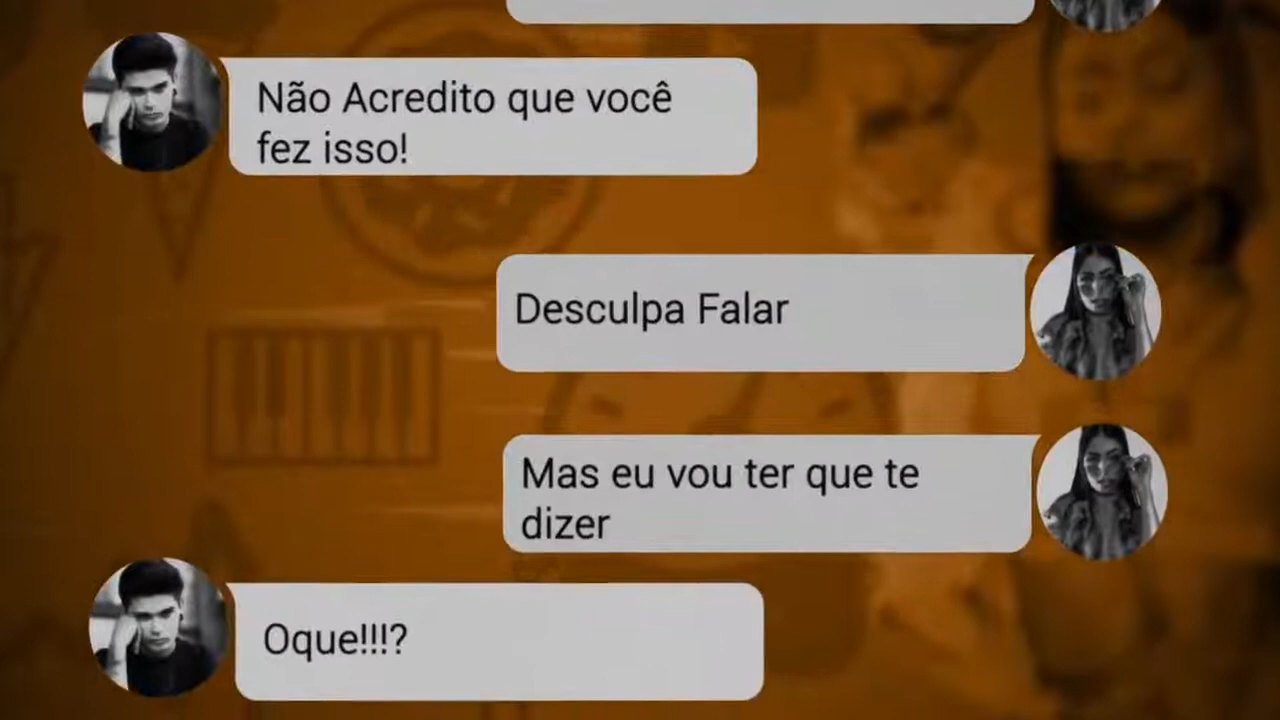 Não Acredito que você
fez isso!
Desculpa Falar
Mas eu vou ter que te
dizer
Oque!!!?